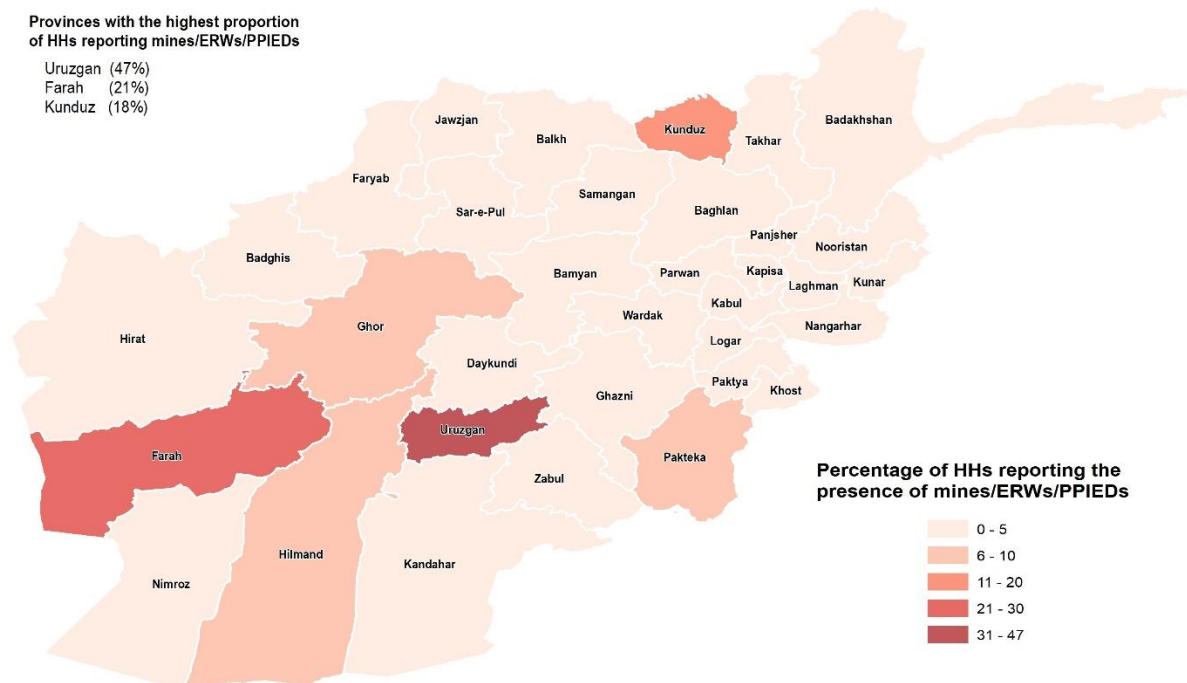 Provinces with the highest proportion
of HHs reporting mines/ERWs/PPIEDs
Uruzgan (47%)
Farah (21%)
Kunduz (18%)
Jawzjan
Balkh
Kunduz
Takhar
Badakhshan
Faryab
Samangan
Sar-e-Pul
Baghlan
Panjsher
Nooristan
Badghis
Bamyan
Parwan
Kapisa
Laghman
Kunar
Kabul
Wardak
Nangarhar
Ghor
Hirat
Logar
Daykundi
Paktya
Khost
Ghazni
Uruzgan
Farah
Pakteka
Zabul
Hilmand
Kandahar
Nimroz
Percentage of HHs reporting the
presence of mines/ERWs/PPIEDs
0 - 5
6 - 10
11 - 20
21 - 30
31 - 47